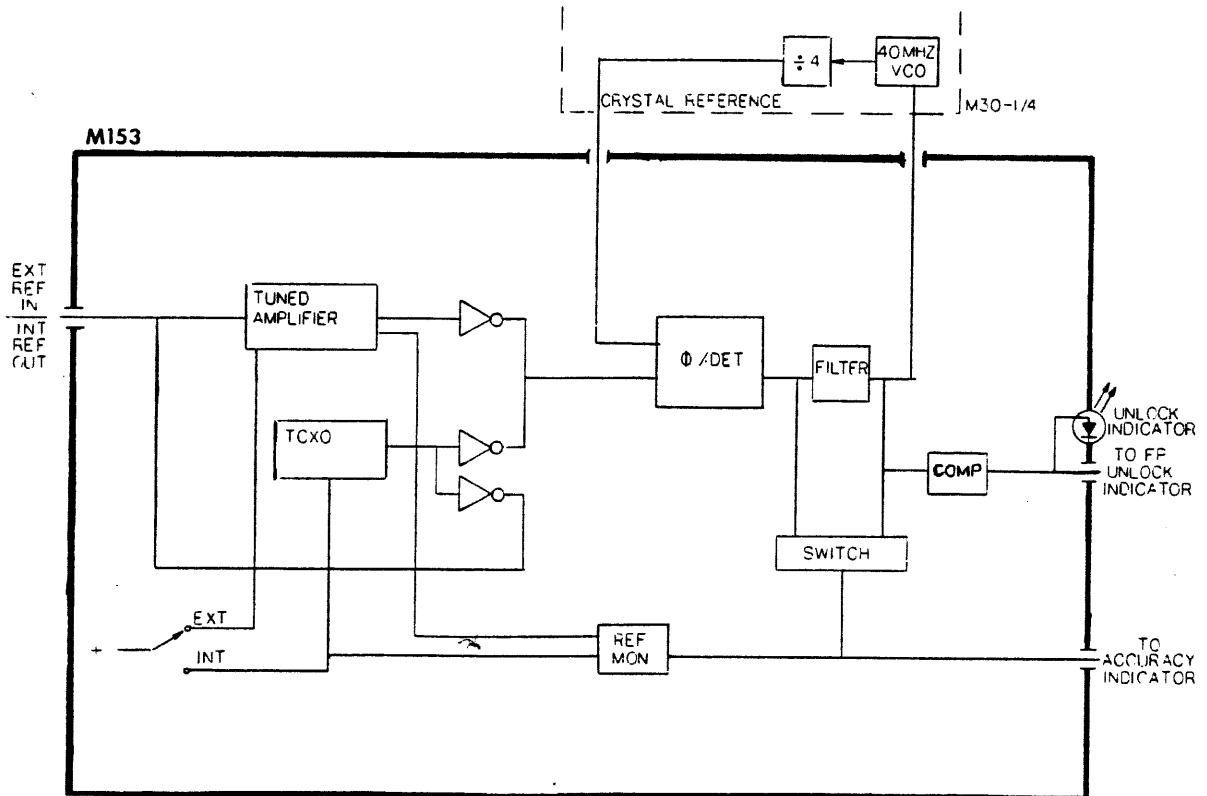 ÷4
40MHZ
VCO
CRYSTAL REFERENCE
M30-1/4
M153
EXT
REF
IN
INT
REF
OUT
TUNED
AMPLIFIER
Φ/DET
FILTER
TCXO
UNLOCK
INDICATOR
TO FP
UNLOCK
INDICATOR
COMP
SWITCH
EXT
+
INT
REF
MON
TO
ACCURACY
INDICATOR